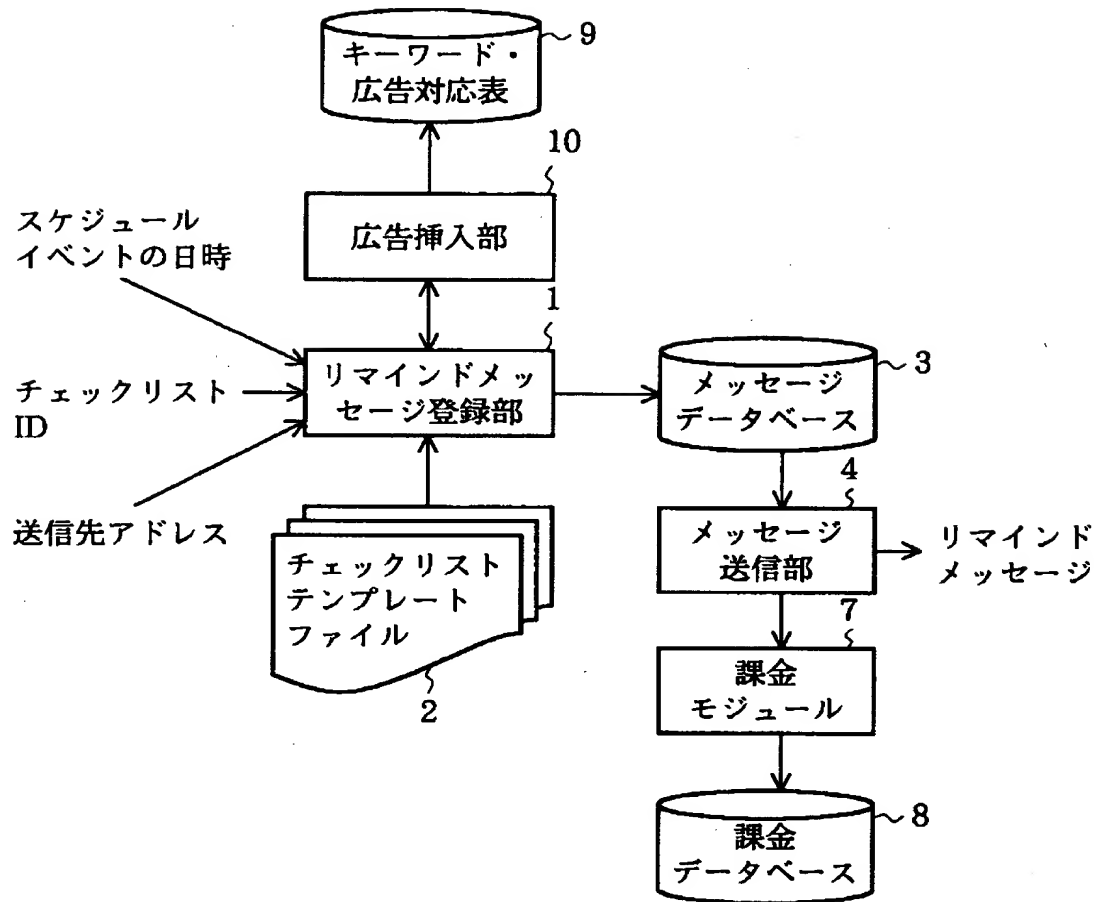 キーワード・
広告対応表
9
10
広告挿入部
スケジュール
イベントの日時
1
リマインドメッ
セージ登録部
チェックリスト
ID
メッセージ
データベース
3
送信先アドレス
4
メッセージ
送信部
リマインド
メッセージ
チェックリスト
テンプレート
ファイル
2
7
課金
モジュール
課金
データベース
8